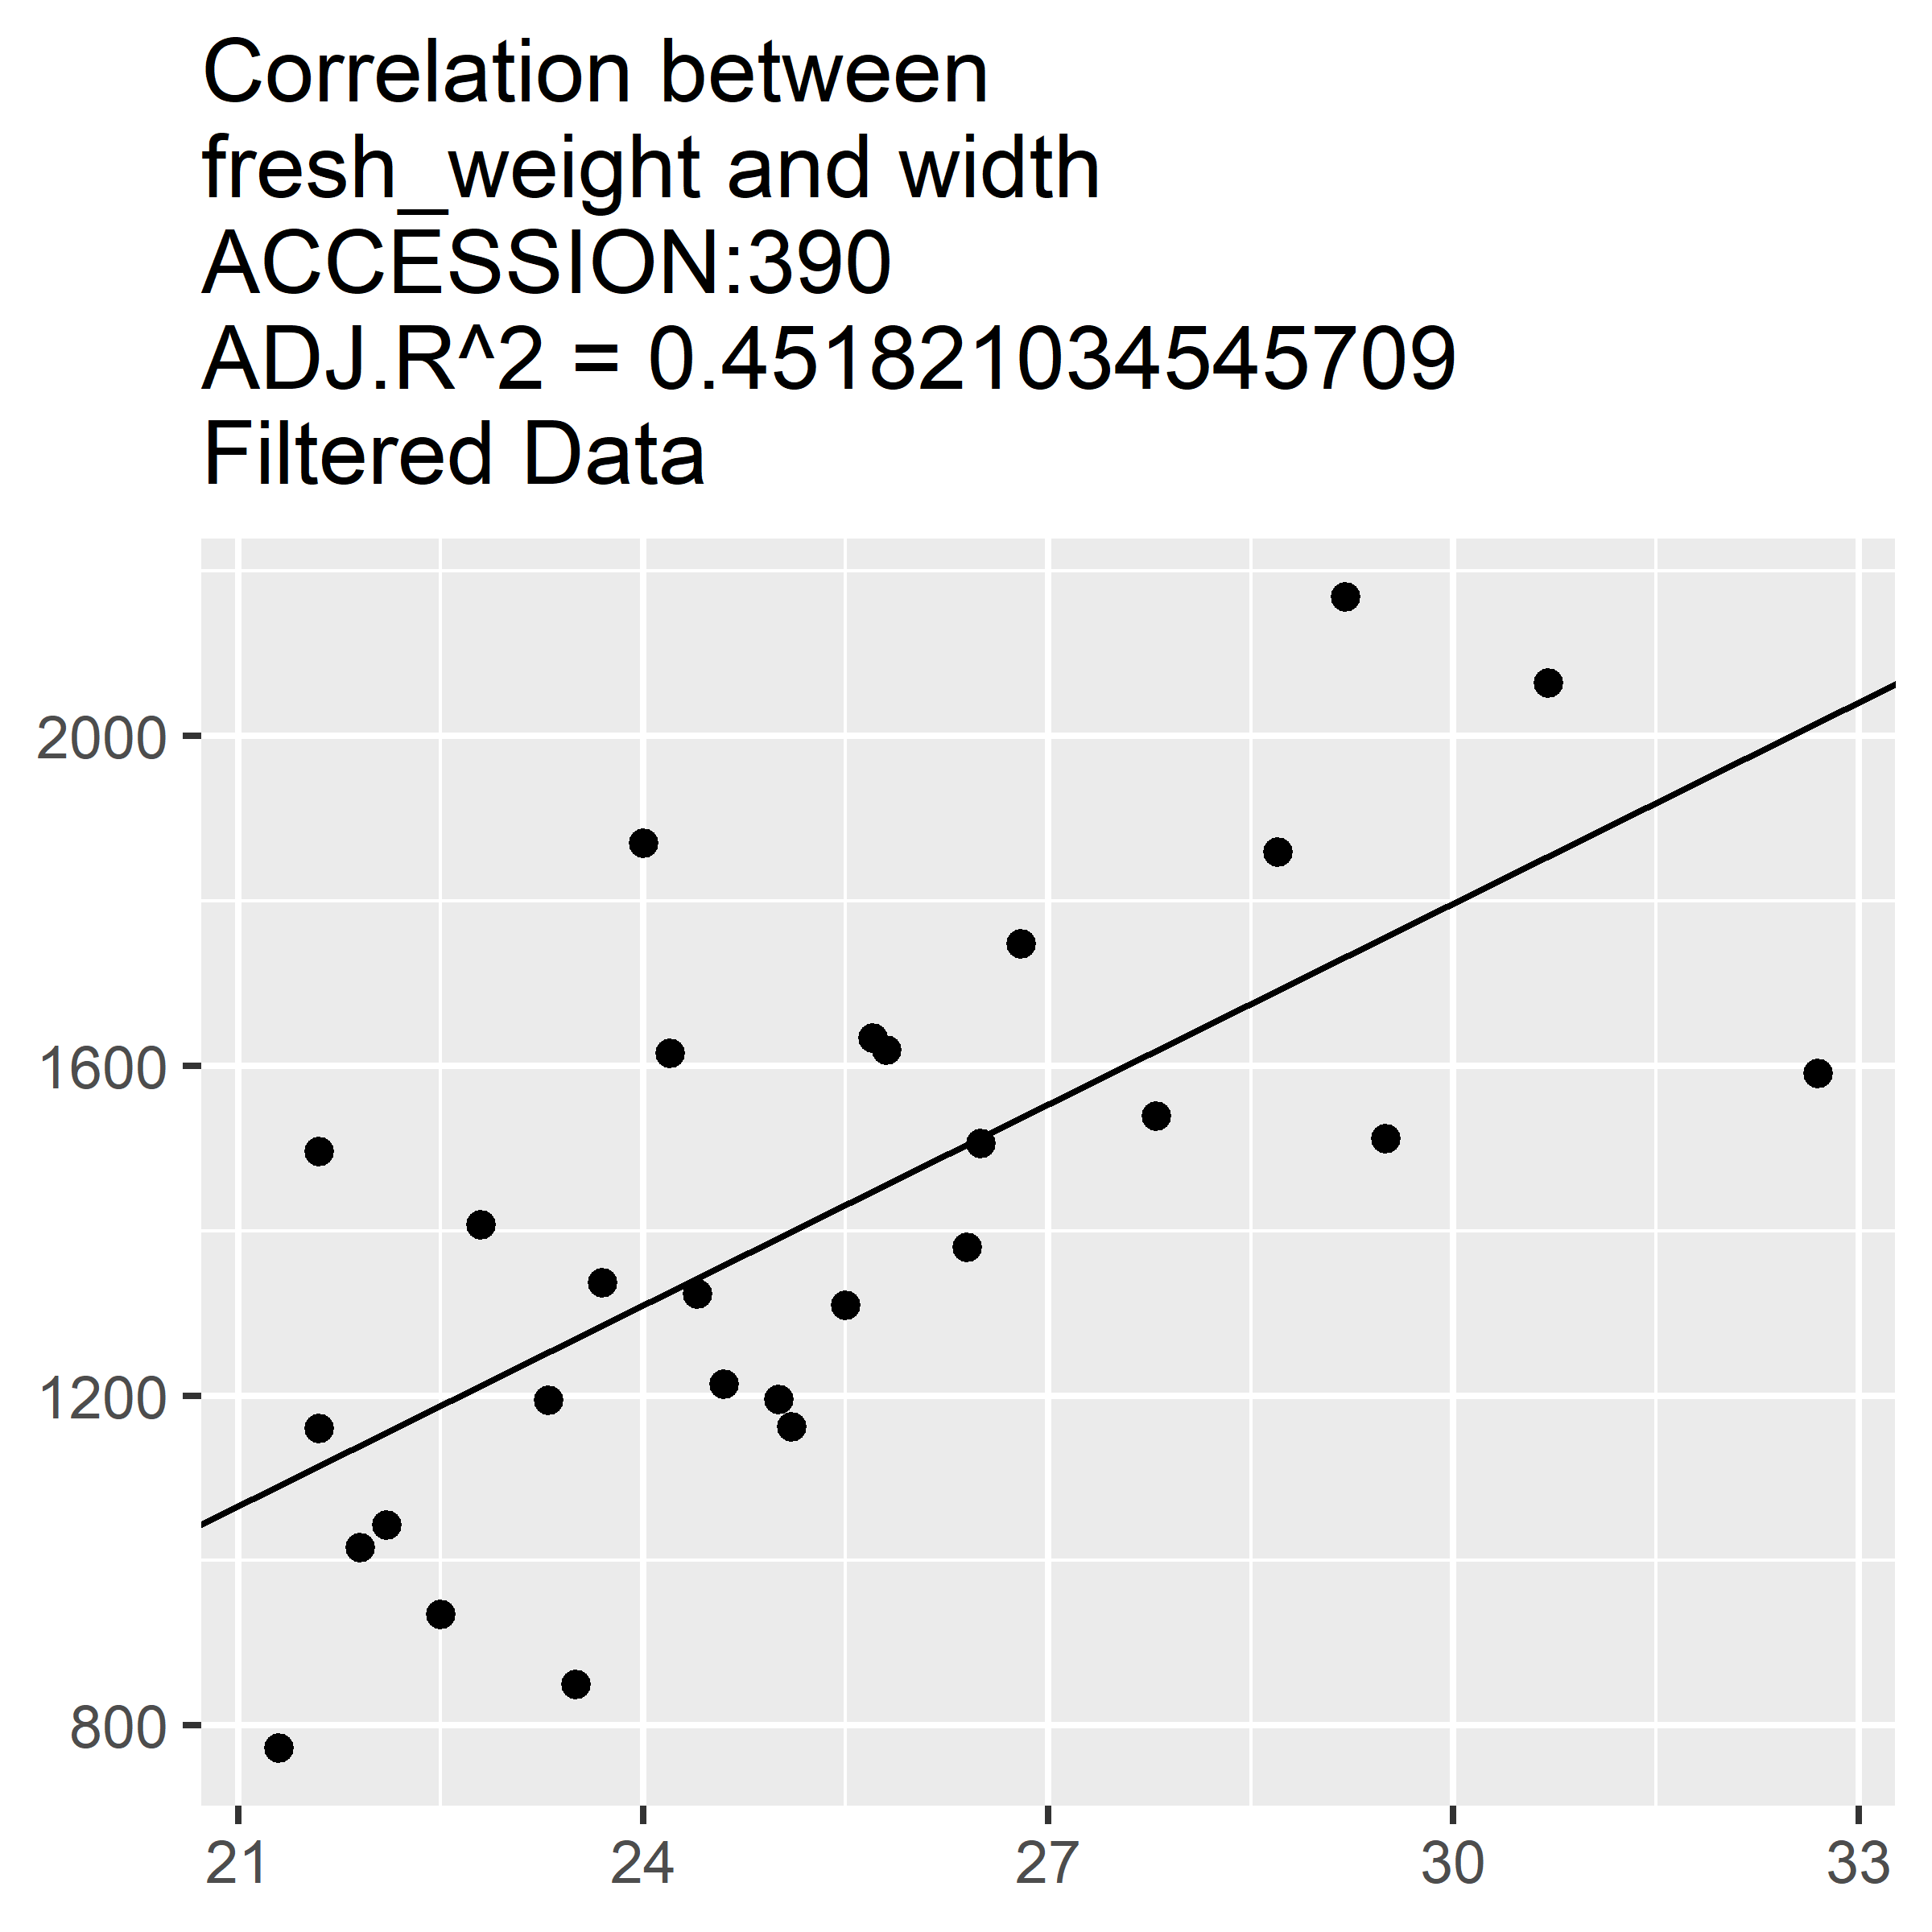 Correlation between
fresh_weight and width
ACCESSION:390
ADJ.R^2 = 0.451821034545709
Filtered Data
2000
1600
1200
800
21 24 27 30 33